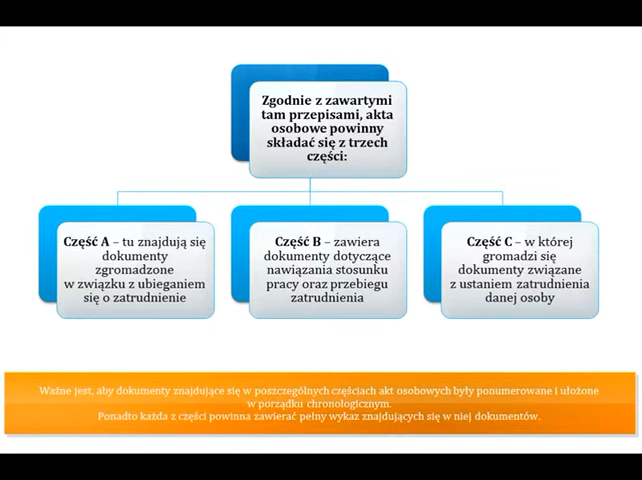 Zgodnie z zawartymi
tam przepisami, akta
osobowe powinny
składać się z trzech
części:
Część A – tu znajdują się
dokumenty
zgromadzone
w związku z ubieganiem
się o zatrudnienie
Część B – zawiera
dokumenty dotyczące
nawiązania stosunku
pracy oraz przebiegu
zatrudnienia
Część C – w której
gromadzi się
dokumenty związane
z ustaniem zatrudnienia
danej osoby
Ważne jest, aby dokumenty znajdujące się w poszczególnych częściach akt osobowych były ponumerowane i ułożone
w porządku chronologicznym.
Ponadto każda z części powinna zawierać pełny wykaz znajdujących się w niej dokumentów.